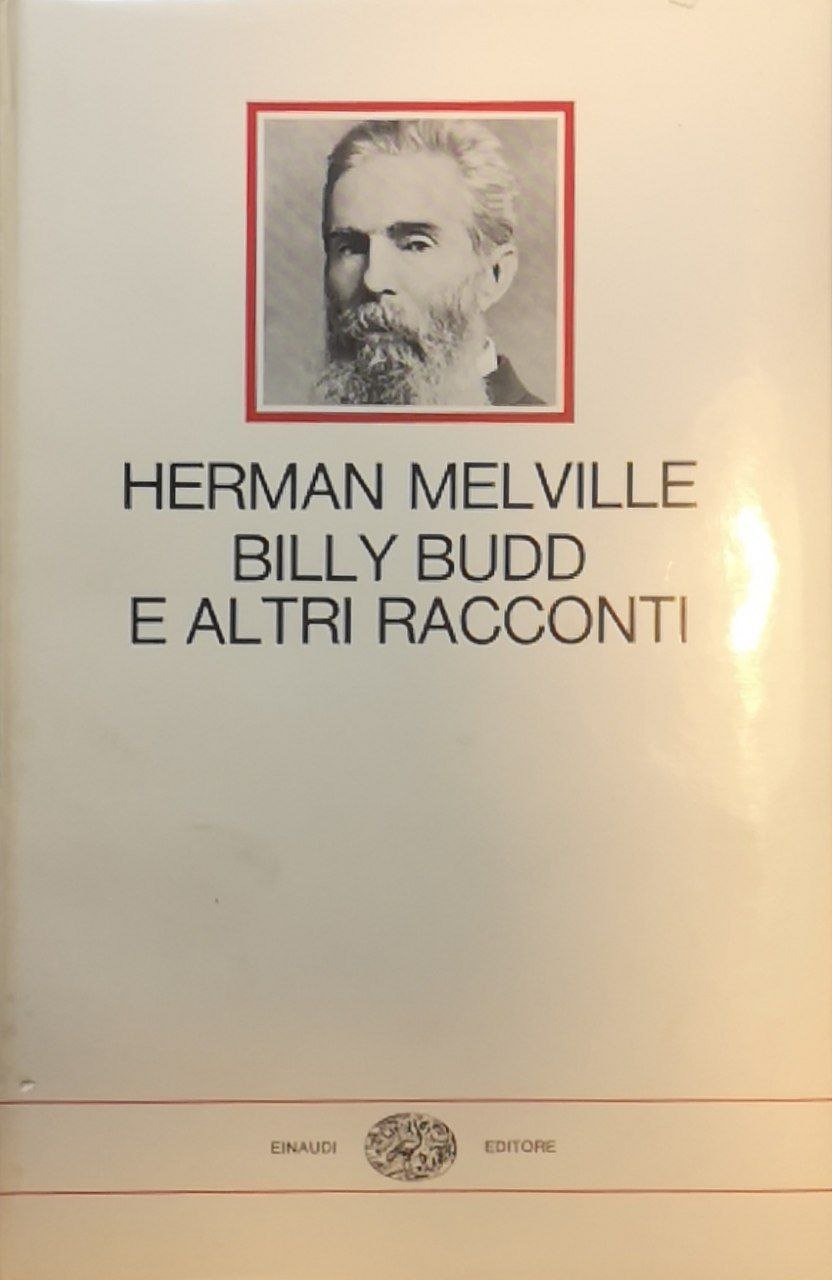 HERMAN MELVILLE
BILLY BUDD
E ALTRI RACCONTI
EINAUDI EDITORE